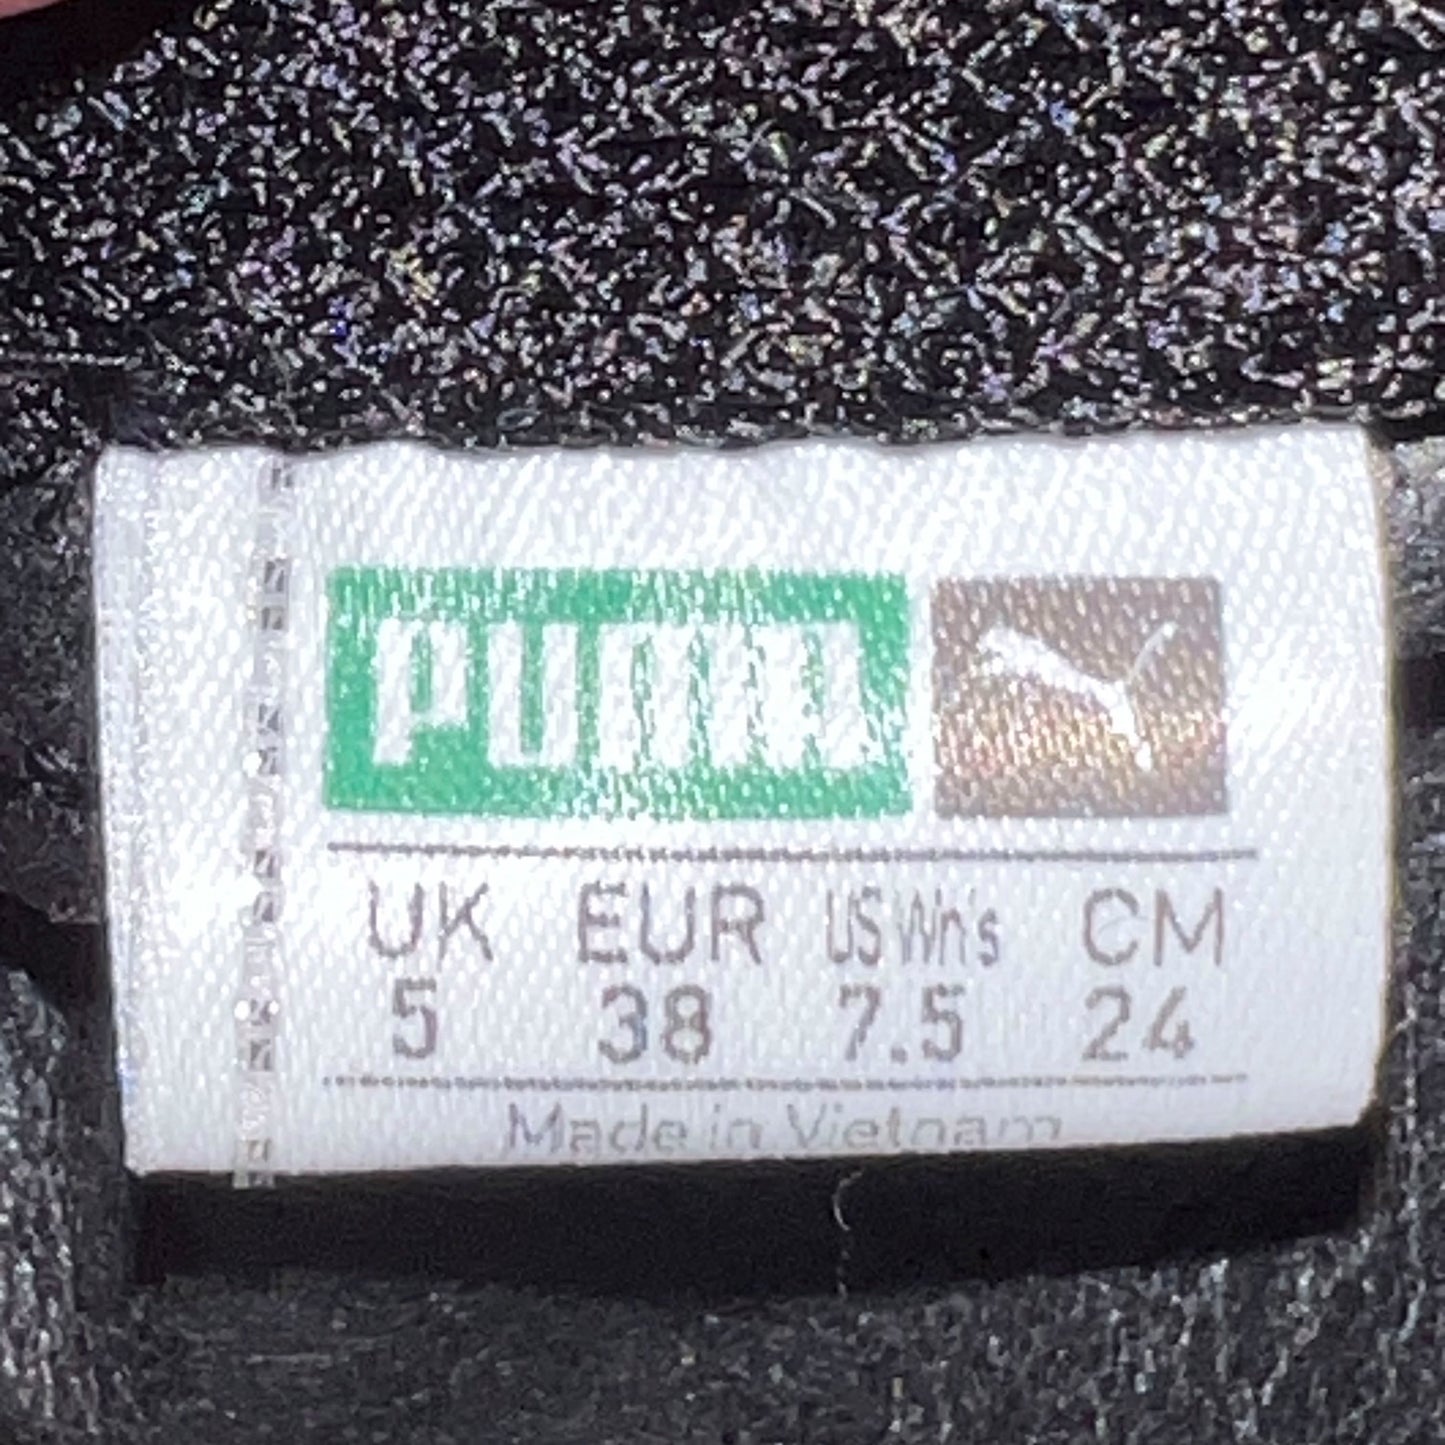 PUMA
UK EUR US Wn's CM
5 38 7.5 24
Made in Vietnam